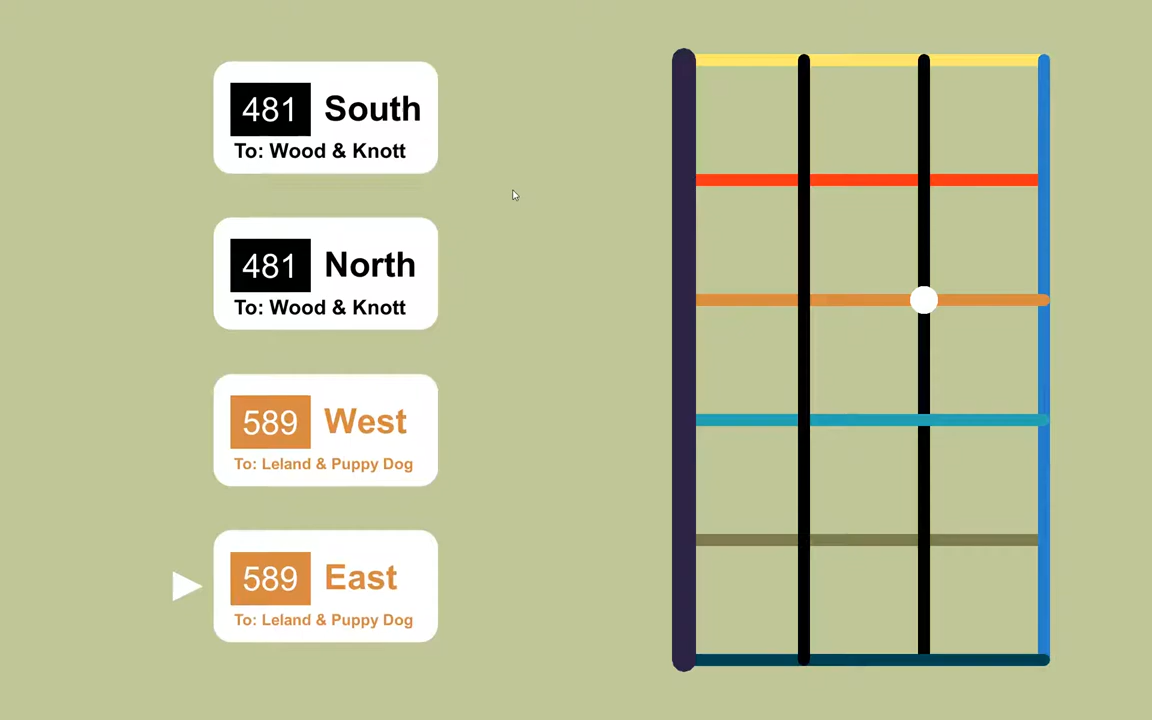 481 South
To: Wood & Knott
481 North
To: Wood & Knott
589 West
To: Leland & Puppy Dog
589 East
To: Leland & Puppy Dog